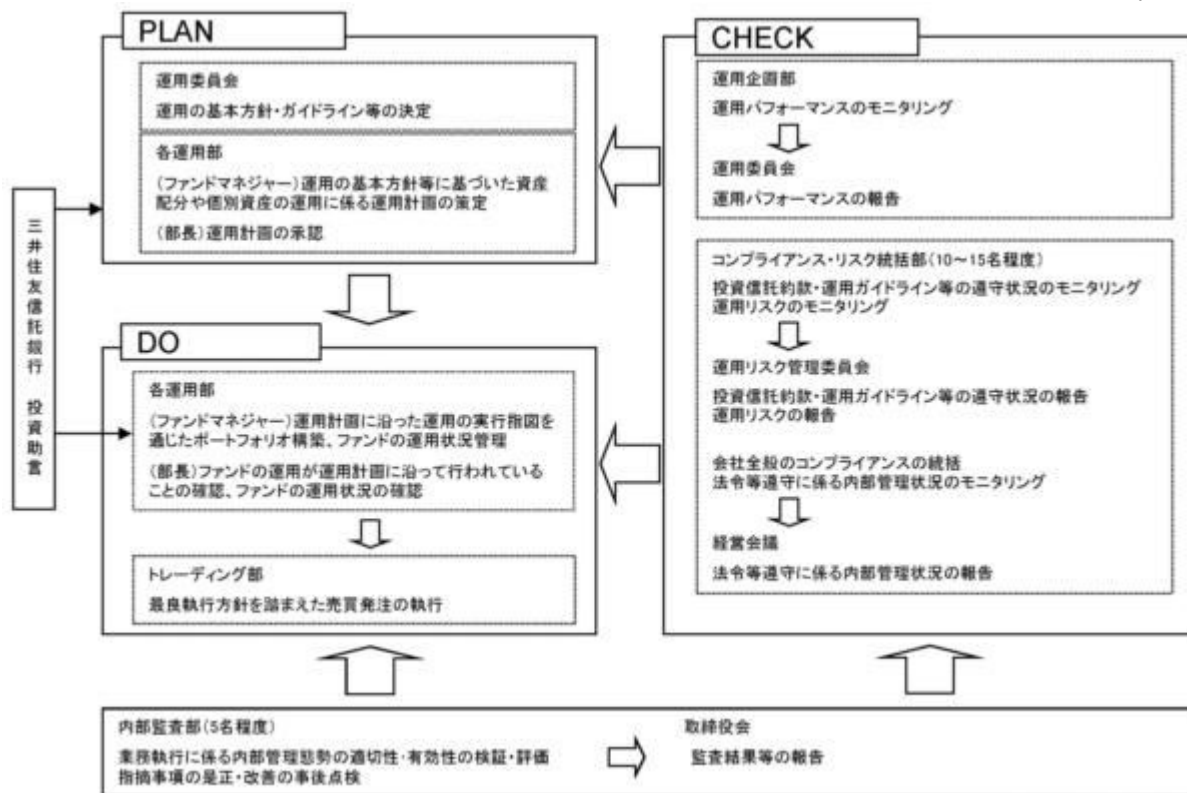 PLAN
運用委員会
運用の基本方針・ガイドライン等の決定
各運用部
(ファンドマネジャー)運用の基本方針等に基づいた資産
配分や個別資産の運用に係る運用計画の策定
(部長)運用計画の承認
三井住友信託銀行 投資助言
DO
各運用部
(ファンドマネジャー)運用計画に沿った運用の実行指図を
通じたポートフォリオ構築、ファンドの運用状況管理
(部長)ファンドの運用が運用計画に沿って行われている
ことの確認、ファンドの運用状況の確認
トレーディング部
最良執行方針を踏まえた売買発注の執行
CHECK
運用企画部
運用パフォーマンスのモニタリング
運用委員会
運用パフォーマンスの報告
コンプライアンス・リスク統括部(10～15名程度)
投資信託約款・運用ガイドライン等の遵守状況のモニタリング
運用リスクのモニタリング
運用リスク管理委員会
投資信託約款・運用ガイドライン等の遵守状況の報告
運用リスクの報告
会社全般のコンプライアンスの統括
法令等遵守に係る内部管理状況のモニタリング
経営会議
法令等遵守に係る内部管理状況の報告
内部監査部(5名程度)
業務執行に係る内部管理態勢の適切性・有効性の検証・評価
指摘事項の是正・改善の事後点検
取締役会
監査結果等の報告